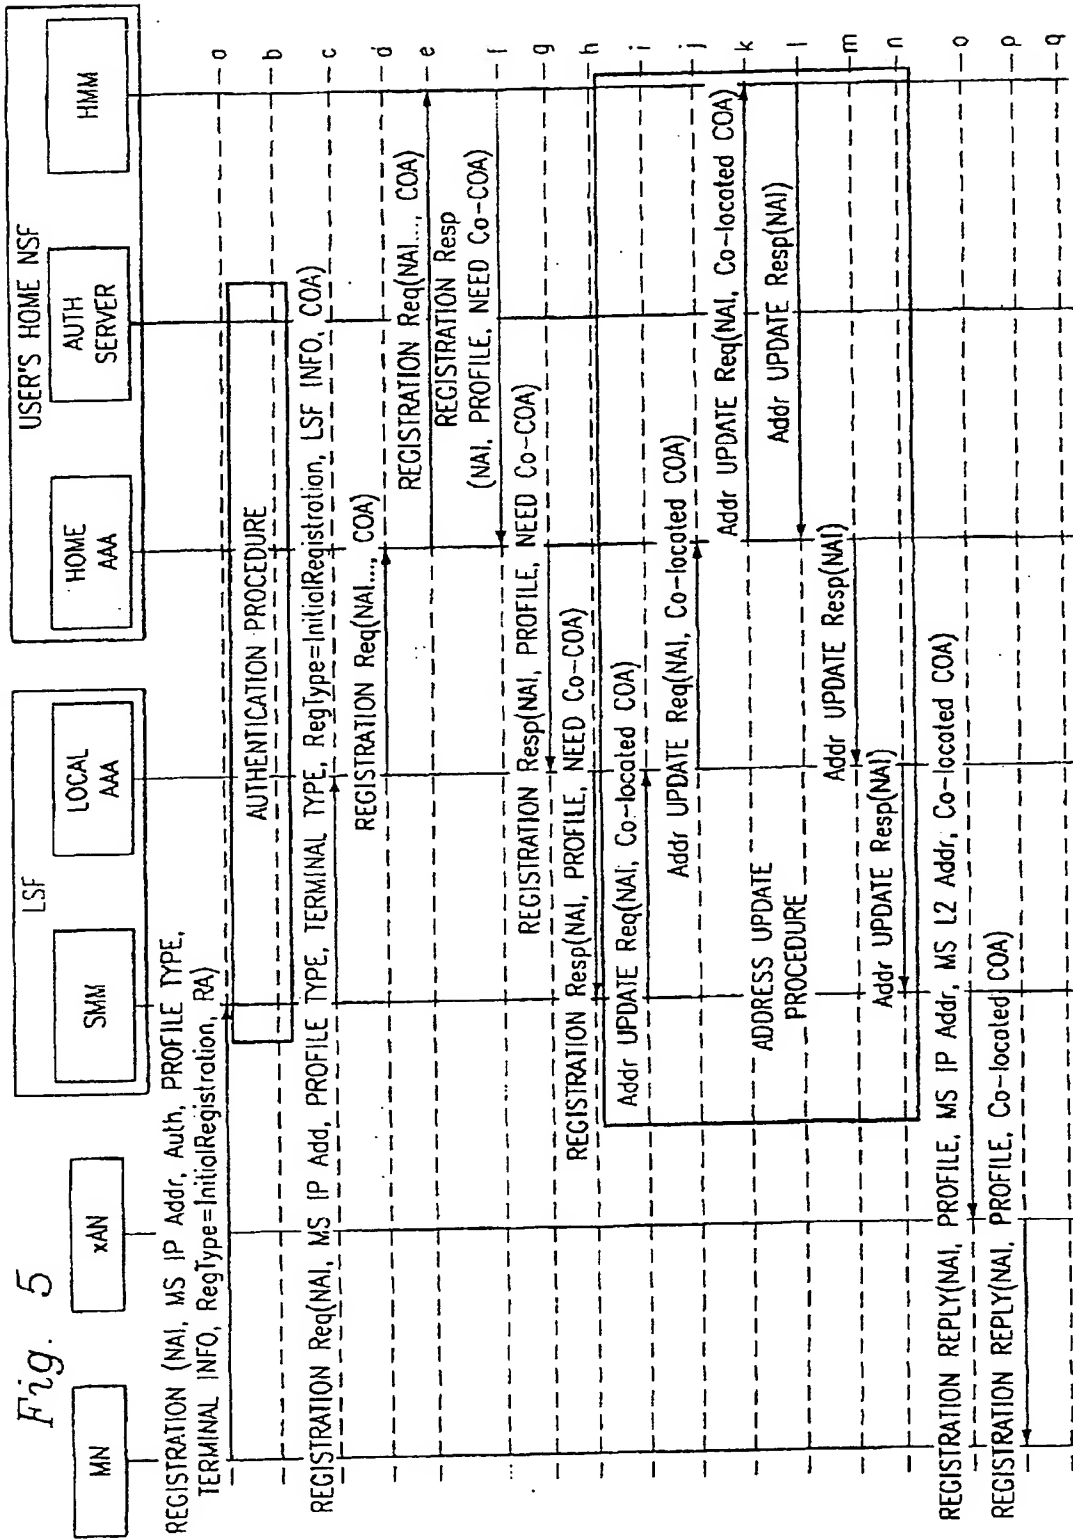 Fig. 5
USER'S HOME NSF
LSF
MN
xAN
SMM
LOCAL
AAA
HOME
AAA
AUTH
SERVER
HMM
REGISTRATION (NAI, MS IP Addr, Auth, PROFILE TYPE,
TERMINAL INFO, RegType=InitialRegistration, RA)
a
AUTHENTICATION PROCEDURE
b
REGISTRATION Req(NAI, MS IP Add, PROFILE TYPE, TERMINAL TYPE, RegType=InitialRegistration, LSF INFO, COA)
c
REGISTRATION Req(NAI..., COA)
d
REGISTRATION Req(NAI..., COA)
e
REGISTRATION Resp
(NAI, PROFILE, NEED Co-COA)
f
REGISTRATION Resp(NAI, PROFILE, NEED Co-COA)
g
REGISTRATION Resp(NAI, PROFILE, NEED Co-COA)
h
Addr UPDATE Req(NAI, Co-located COA)
i
Addr UPDATE Req(NAI, Co-located COA)
j
Addr UPDATE Req(NAI, Co-located COA)
k
ADDRESS UPDATE
PROCEDURE
Addr UPDATE Resp(NAI)
l
Addr UPDATE Resp(NAI)
m
Addr UPDATE Resp(NAI)
n
REGISTRATION REPLY(NAI, PROFILE, MS IP Addr, MS L2 Addr, Co-located COA)
o
REGISTRATION REPLY(NAI, PROFILE, Co-located COA)
p
q